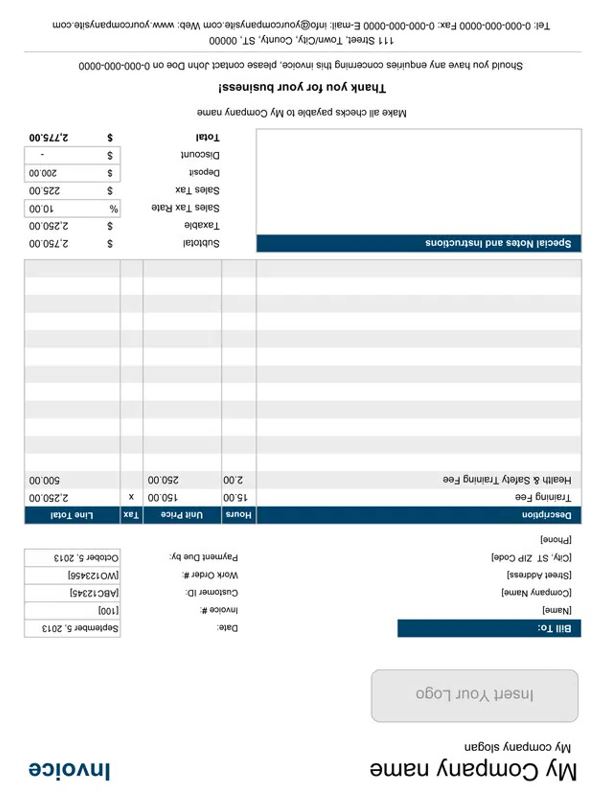 My Company name
Invoice
My company slogan
Insert Your Logo
Bill To:
Date: September 5, 2013
[Name]
Invoice #: [100]
[Company Name]
Customer ID: [ABC12345]
[Street Address]
Work Order #: [WO123456]
[City, ST  ZIP Code]
Payment Due by: October 5, 2013
[Phone]
Description Hours Unit Price Tax Line Total
Training Fee 15.00 150.00 x 2,250.00
Health & Safety Training Fee 2.00 250.00 500.00
Special Notes and Instructions
Subtotal $ 2,750.00
Taxable $ 2,250.00
Sales Tax Rate % 10.00
Sales Tax $ 225.00
Deposit $ 200.00
Discount $ -
Total $ 2,775.00
Make all checks payable to My Company name
Thank you for your business!
Should you have any enquiries concerning this invoice, please contact John Doe on 0-000-000-0000
111 Street, Town/City, County, ST, 00000
Tel: 0-000-000-0000 Fax: 0-000-000-0000 E-mail: info@yourcompanysite.com Web: www.yourcompanysite.com